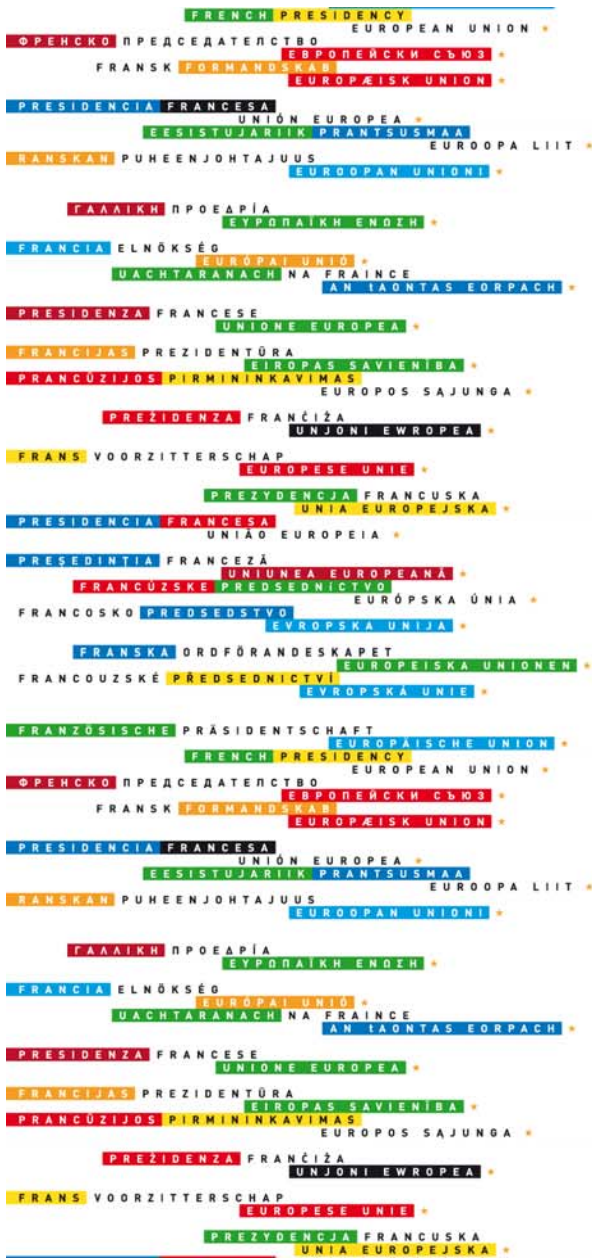 FRENCH PRESIDENCY
EUROPEAN UNION
ФРЕНСКО ПРЕДСЕДАТЕЛСТВО
ЕВРОПЕЙСКИ СЪЮЗ
FRANSK FORMANDSKAB
EUROPÆISK UNION
PRESIDENCIA FRANCESA
UNIÓN EUROPEA
EESISTUJARIIK PRANTSUSMAA
EUROOPA LIIT
RANSKAN PUHEENJOHTAJUUS
EUROOPAN UNIONI
ΓΑΛΛΙΚΗ ΠΡΟΕΔΡΊΑ
ΕΥΡΩΠΑΪΚΗ ΕΝΩΣΗ
FRANCIA ELNÖKSÉG
EURÓPAI UNIÓ
UACHTARANACH NA FRAINCE
AN tAONTAS EORPACH
PRESIDENZA FRANCESE
UNIONE EUROPEA
FRANCIJAS PREZIDENTŪRA
EIROPAS SAVIENĪBA
PRANCŪZIJOS PIRMININKAVIMAS
EUROPOS SĄJUNGA
PREŻIDENZA FRANĊIŻA
UNJONI EWROPEA
FRANS VOORZITTERSCHAP
EUROPESE UNIE
PREZYDENCJA FRANCUSKA
UNIA EUROPEJSKA
PRESIDENCIA FRANCESA
UNIÃO EUROPEIA
PREŞEDINŢIA FRANCEZĂ
UNIUNEA EUROPEANĂ
FRANCÚZSKE PREDSEDNÍCTVO
EURÓPSKA ÚNIA
FRANCOSKO PREDSEDSTVO
EVROPSKA UNIJA
FRANSKA ORDFÖRANDESKAPET
EUROPEISKA UNIONEN
FRANCOUZSKÉ PŘEDSEDNICTVÍ
EVROPSKÁ UNIE
FRANZÖSISCHE PRÄSIDENTSCHAFT
EUROPÄISCHE UNION
FRENCH PRESIDENCY
EUROPEAN UNION
ФРЕНСКО ПРЕДСЕДАТЕЛСТВО
ЕВРОПЕЙСКИ СЪЮЗ
FRANSK FORMANDSKAB
EUROPÆISK UNION
PRESIDENCIA FRANCESA
UNIÓN EUROPEA
EESISTUJARIIK PRANTSUSMAA
EUROOPA LIIT
RANSKAN PUHEENJOHTAJUUS
EUROOPAN UNIONI
ΓΑΛΛΙΚΗ ΠΡΟΕΔΡΊΑ
ΕΥΡΩΠΑΪΚΗ ΕΝΩΣΗ
FRANCIA ELNÖKSÉG
EURÓPAI UNIÓ
UACHTARANACH NA FRAINCE
AN tAONTAS EORPACH
PRESIDENZA FRANCESE
UNIONE EUROPEA
FRANCIJAS PREZIDENTŪRA
EIROPAS SAVIENĪBA
PRANCŪZIJOS PIRMININKAVIMAS
EUROPOS SĄJUNGA
PREŻIDENZA FRANĊIŻA
UNJONI EWROPEA
FRANS VOORZITTERSCHAP
EUROPESE UNIE
PREZYDENCJA FRANCUSKA
UNIA EUROPEJSKA